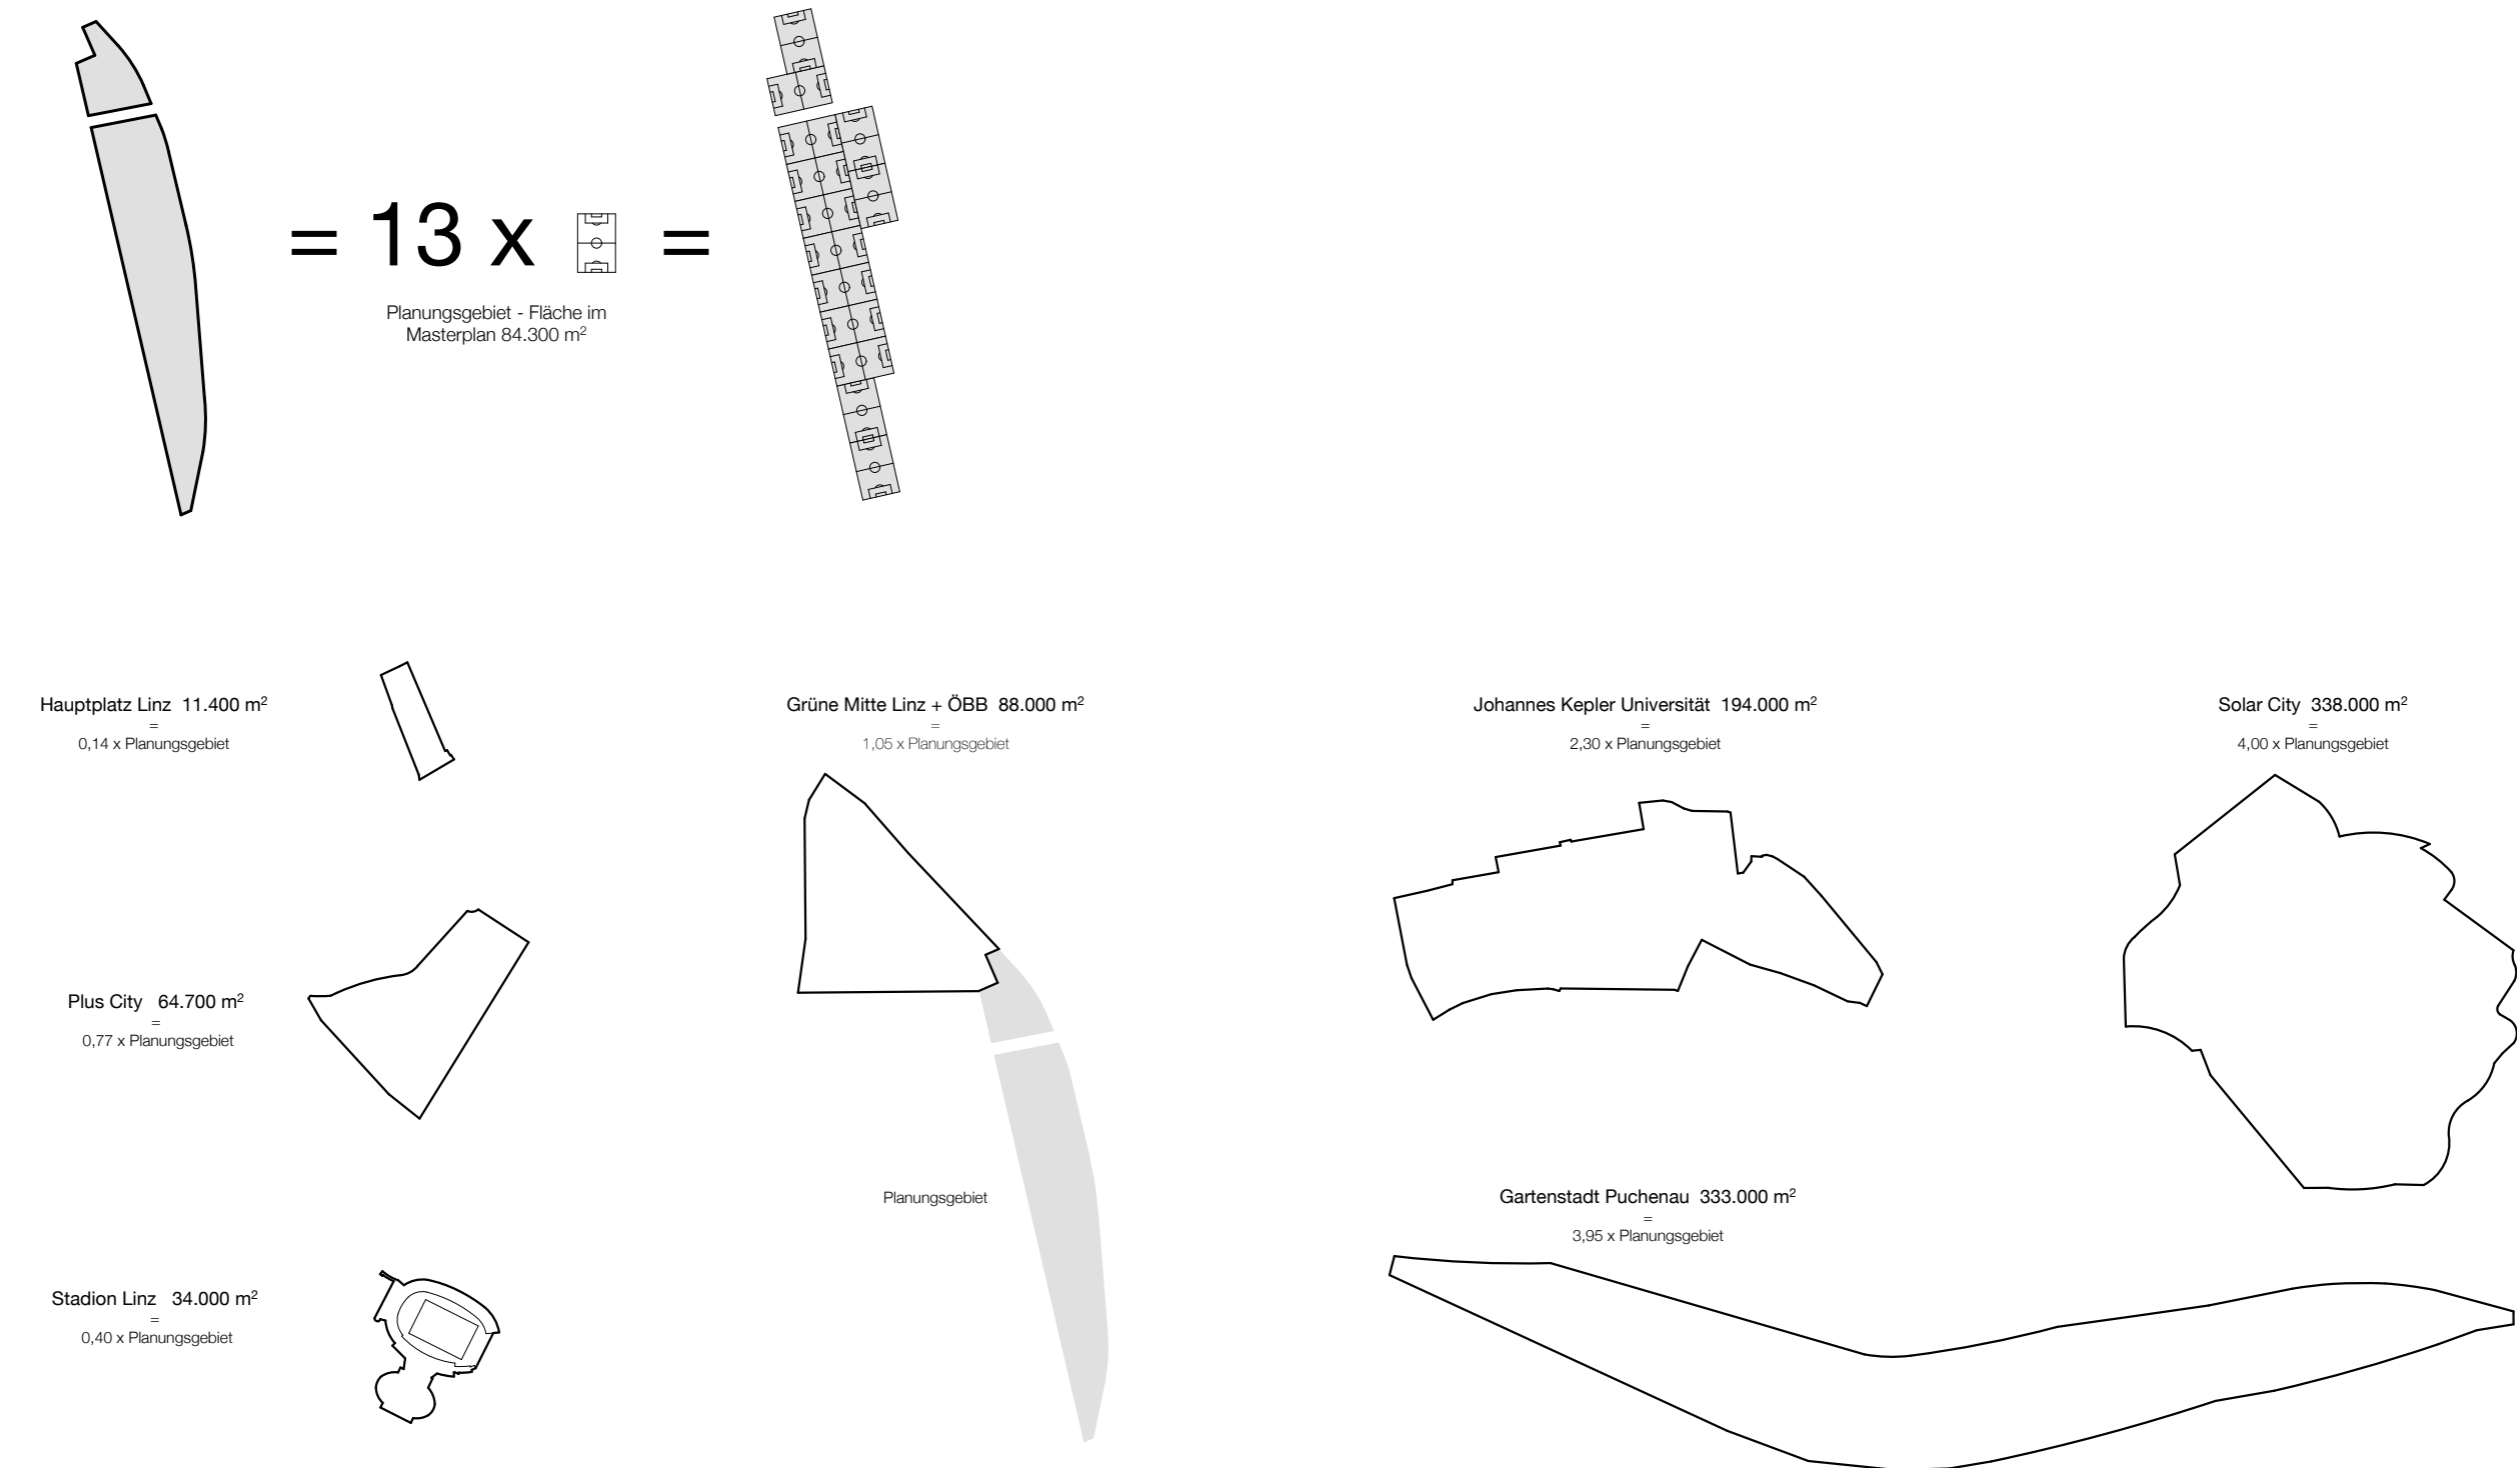 = 13 x =
Planungsgebiet - Fläche im
Masterplan 84.300 m²
Hauptplatz Linz 11.400 m²
=
0,14 x Planungsgebiet
Plus City 64.700 m²
=
0,77 x Planungsgebiet
Stadion Linz 34.000 m²
=
0,40 x Planungsgebiet
Grüne Mitte Linz + ÖBB 88.000 m²
=
1,05 x Planungsgebiet
Planungsgebiet
Johannes Kepler Universität 194.000 m²
=
2,30 x Planungsgebiet
Gartenstadt Puchenau 333.000 m²
=
3,95 x Planungsgebiet
Solar City 338.000 m²
=
4,00 x Planungsgebiet